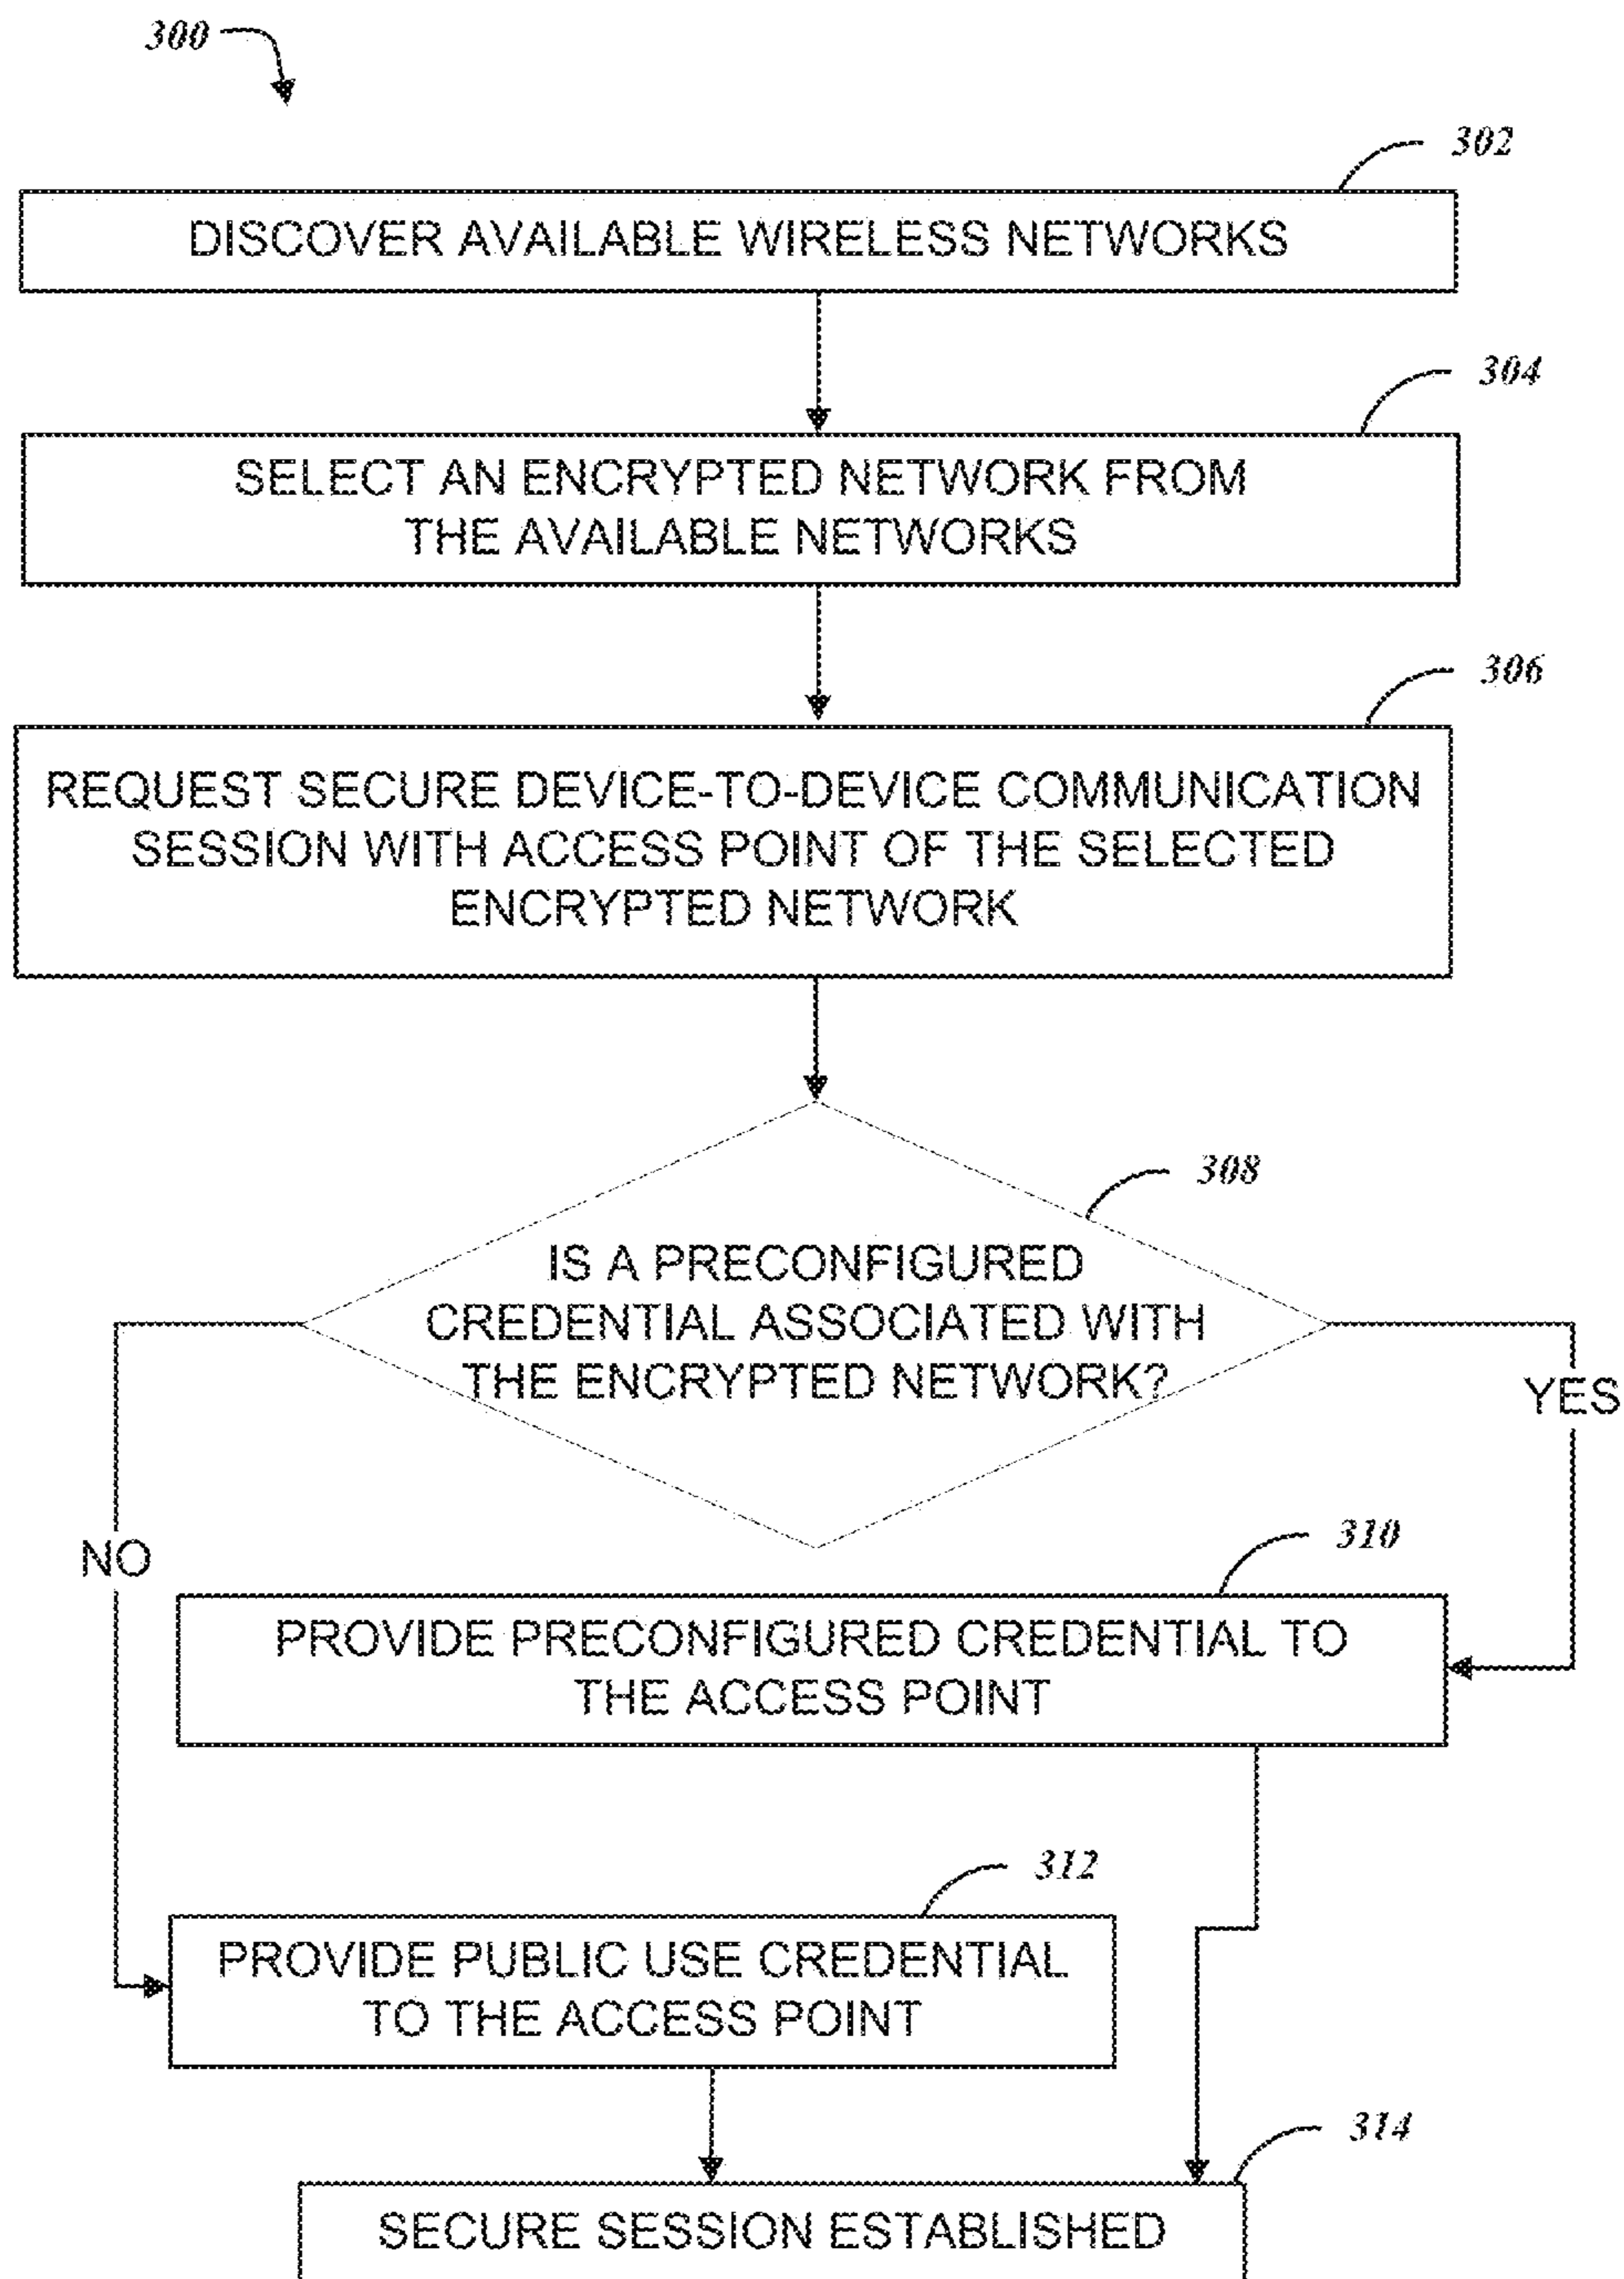 300
302
DISCOVER AVAILABLE WIRELESS NETWORKS
304
SELECT AN ENCRYPTED NETWORK FROM
THE AVAILABLE NETWORKS
306
REQUEST SECURE DEVICE-TO-DEVICE COMMUNICATION
SESSION WITH ACCESS POINT OF THE SELECTED
ENCRYPTED NETWORK
308
IS A PRECONFIGURED
CREDENTIAL ASSOCIATED WITH
THE ENCRYPTED NETWORK?
YES
NO
310
PROVIDE PRECONFIGURED CREDENTIAL TO
THE ACCESS POINT
312
PROVIDE PUBLIC USE CREDENTIAL
TO THE ACCESS POINT
314
SECURE SESSION ESTABLISHED